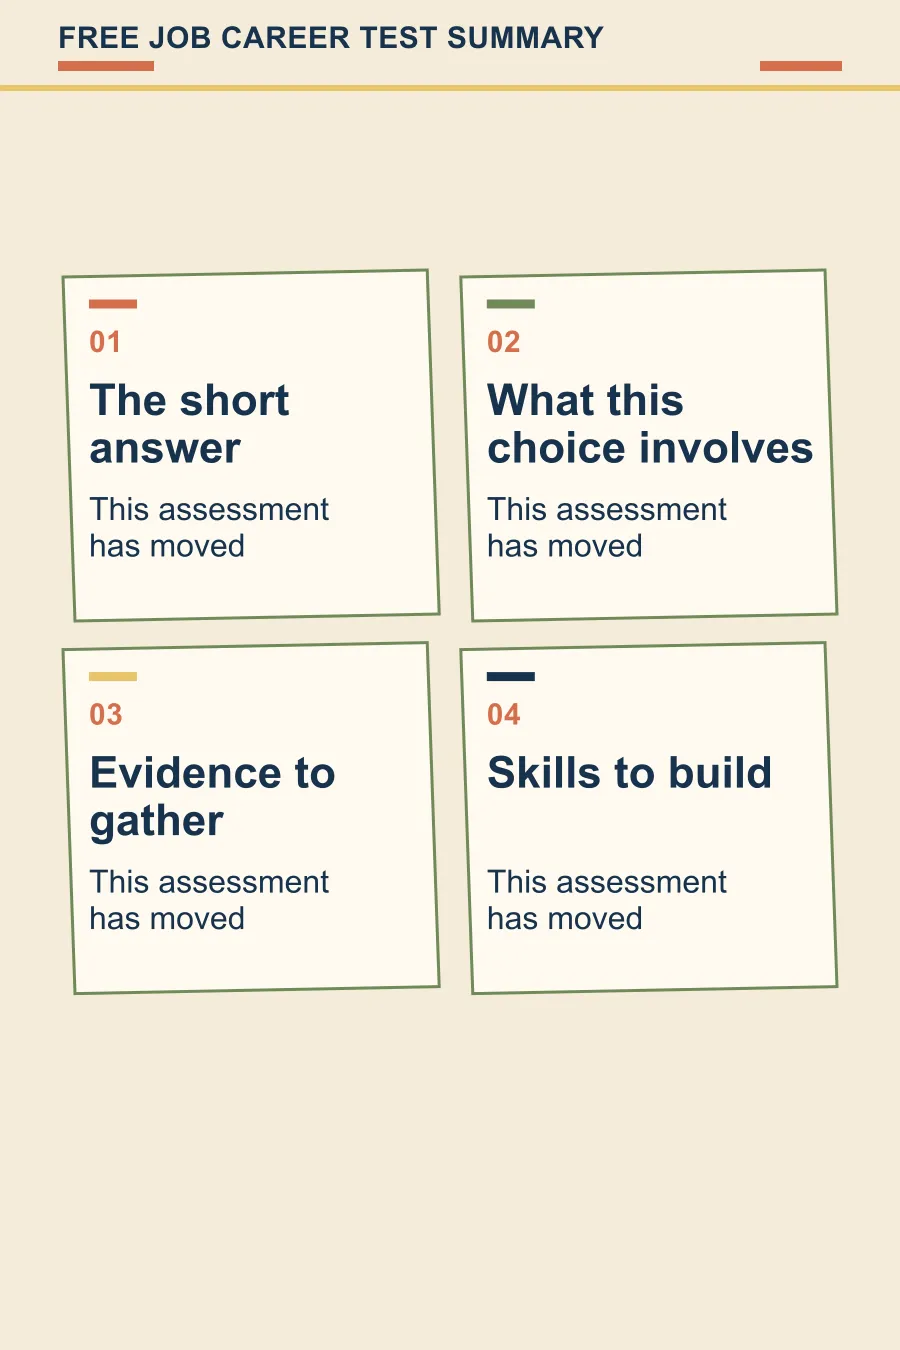 FREE JOB CAREER TEST SUMMARY
01
The short
answer
This assessment
has moved
02
What this
choice involves
This assessment
has moved
03
Evidence to
gather
This assessment
has moved
04
Skills to build
This assessment
has moved